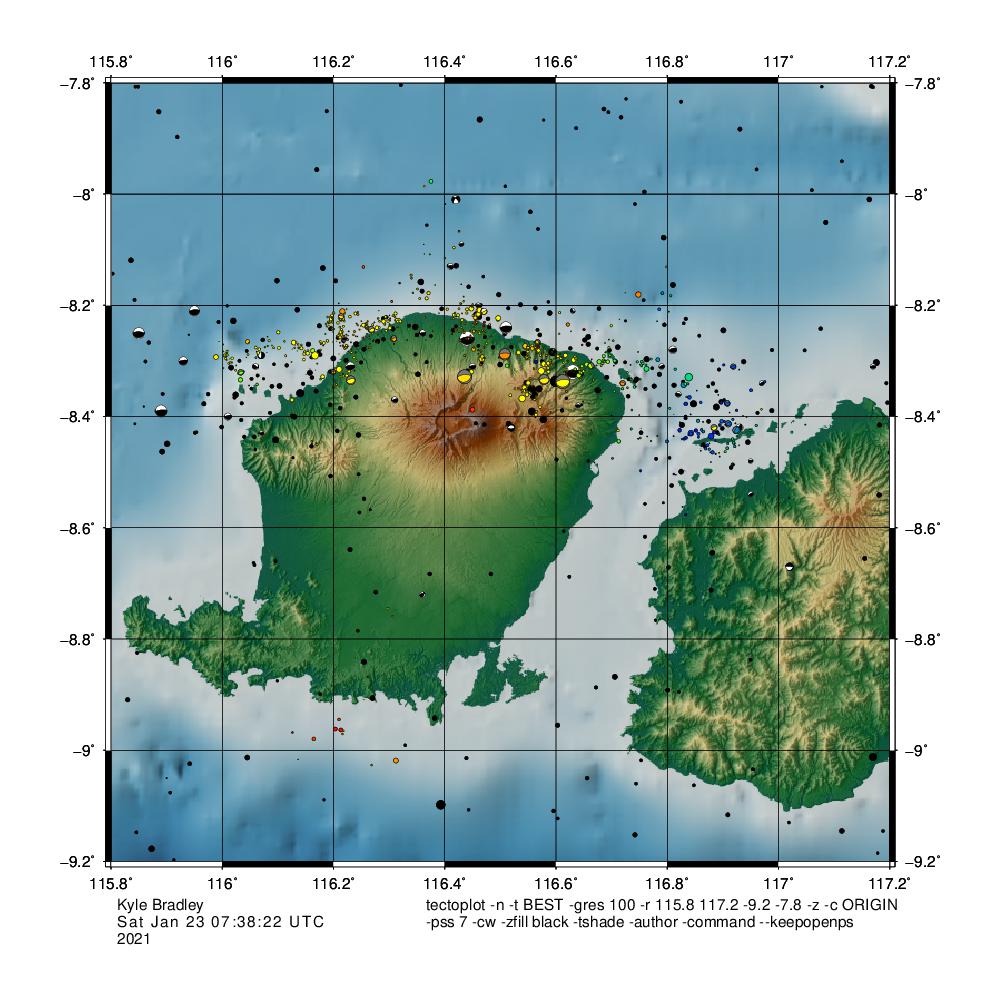 115.8° 116° 116.2° 116.4° 116.6° 116.8° 117° 117.2°
−7.8° −7.8°
−8° −8°
−8.2° −8.2°
−8.4° −8.4°
−8.6° −8.6°
−8.8° −8.8°
−9° −9°
−9.2° −9.2°
115.8° 116° 116.2° 116.4° 116.6° 116.8° 117° 117.2°
Kyle Bradley
Sat Jan 23 07:38:22 UTC
2021
tectoplot -n -t BEST -gres 100 -r 115.8 117.2 -9.2 -7.8 -z -c ORIGIN
-pss 7 -cw -zfill black -tshade -author -command --keepopenps